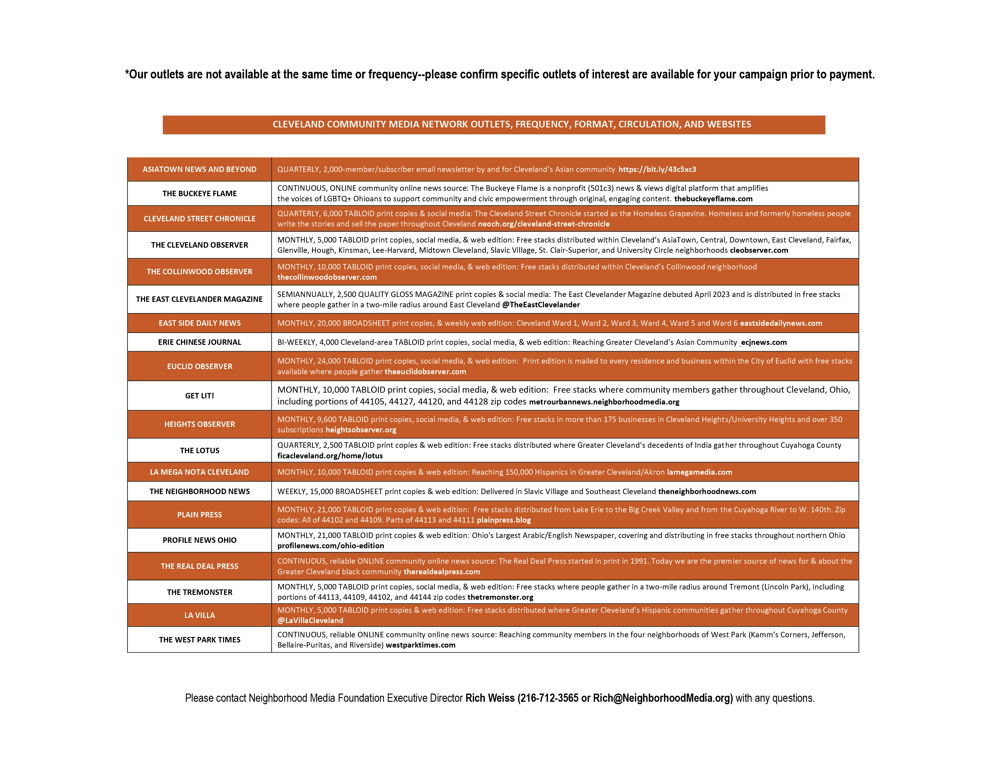 *Our outlets are not available at the same time or frequency--please confirm specific outlets of interest are available for your campaign prior to payment.
CLEVELAND COMMUNITY MEDIA NETWORK OUTLETS, FREQUENCY, FORMAT, CIRCULATION, AND WEBSITES
ASIATOWN NEWS AND BEYOND
QUARTERLY, 2,000-member/subscriber email newsletter by and for Cleveland’s Asian community https://bit.ly/43c5xc3
THE BUCKEYE FLAME
CONTINUOUS, ONLINE community online news source: The Buckeye Flame is a nonprofit (501c3) news & views digital platform that amplifies
the voices of LGBTQ+ Ohioans to support community and civic empowerment through original, engaging content. thebuckeyeflame.com
CLEVELAND STREET CHRONICLE
QUARTERLY, 6,000 TABLOID print copies & social media: The Cleveland Street Chronicle started as the Homeless Grapevine. Homeless and formerly homeless people
write the stories and sell the paper throughout Cleveland neoch.org/cleveland-street-chronicle
THE CLEVELAND OBSERVER
MONTHLY, 5,000 TABLOID print copies, social media, & web edition: Free stacks distributed within Cleveland’s AsiaTown, Central, Downtown, East Cleveland, Fairfax,
Glenville, Hough, Kinsman, Lee-Harvard, Midtown Cleveland, Slavic Village, St. Clair-Superior, and University Circle neighborhoods cleobserver.com
THE COLLINWOOD OBSERVER
MONTHLY, 10,000 TABLOID print copies, social media, & web edition: Free stacks distributed within Cleveland’s Collinwood neighborhood
thecollinwoodobserver.com
THE EAST CLEVELANDER MAGAZINE
SEMIANNUALLY, 2,500 QUALITY GLOSS MAGAZINE print copies & social media: The East Clevelander Magazine debuted April 2023 and is distributed in free stacks
where people gather in a two-mile radius around East Cleveland @TheEastClevelander
EAST SIDE DAILY NEWS
MONTHLY, 20,000 BROADSHEET print copies, & weekly web edition: Cleveland Ward 1, Ward 2, Ward 3, Ward 4, Ward 5 and Ward 6 eastsidedailynews.com
ERIE CHINESE JOURNAL
BI-WEEKLY, 4,000 Cleveland-area TABLOID print copies, social media, & web edition: Reaching Greater Cleveland’s Asian Community _ecjnews.com
EUCLID OBSERVER
MONTHLY, 24,000 TABLOID print copies, social media, & web edition: Print edition is mailed to every residence and business within the City of Euclid with free stacks
available where people gather theeuclidobserver.com
GET LIT!
MONTHLY, 10,000 TABLOID print copies, social media, & web edition: Free stacks where community members gather throughout Cleveland, Ohio,
including portions of 44105, 44127, 44120, and 44128 zip codes metrourbannews.neighborhoodmedia.org
HEIGHTS OBSERVER
MONTHLY, 9,600 TABLOID print copies, social media, & web edition: Free stacks in more than 175 businesses in Cleveland Heights/University Heights and over 350
subscriptions heightsobserver.org
THE LOTUS
QUARTERLY, 2,500 TABLOID print copies & web edition: Free stacks distributed where Greater Cleveland’s decedents of India gather throughout Cuyahoga County
ficacleveland.org/home/lotus
LA MEGA NOTA CLEVELAND
MONTHLY, 10,000 TABLOID print copies & web edition: Reaching 150,000 Hispanics in Greater Cleveland/Akron lamegamedia.com
THE NEIGHBORHOOD NEWS
WEEKLY, 15,000 BROADSHEET print copies & web edition: Delivered in Slavic Village and Southeast Cleveland theneighborhoodnews.com
PLAIN PRESS
MONTHLY, 21,000 TABLOID print copies & web edition: Free stacks distributed from Lake Erie to the Big Creek Valley and from the Cuyahoga River to W. 140th. Zip
codes: All of 44102 and 44109. Parts of 44113 and 44111 plainpress.blog
PROFILE NEWS OHIO
MONTHLY, 21,000 TABLOID print copies & web edition: Ohio's Largest Arabic/English Newspaper, covering and distributing in free stacks throughout northern Ohio
profilenews.com/ohio-edition
THE REAL DEAL PRESS
CONTINUOUS, reliable ONLINE community online news source: The Real Deal Press started in print in 1991. Today we are the premier source of news for & about the
Greater Cleveland black community therealdealpress.com
THE TREMONSTER
MONTHLY, 5,000 TABLOID print copies, social media, & web edition: Free stacks where people gather in a two-mile radius around Tremont (Lincoln Park), including
portions of 44113, 44109, 44102, and 44144 zip codes thetremonster.org
LA VILLA
MONTHLY, 5,000 TABLOID print copies & web edition: Free stacks distributed where Greater Cleveland’s Hispanic communities gather throughout Cuyahoga County
@LaVillaCleveland
THE WEST PARK TIMES
CONTINUOUS, reliable ONLINE community online news source: Reaching community members in the four neighborhoods of West Park (Kamm’s Corners, Jefferson,
Bellaire-Puritas, and Riverside) westparktimes.com
Please contact Neighborhood Media Foundation Executive Director Rich Weiss (216-712-3565 or Rich@NeighborhoodMedia.org) with any questions.